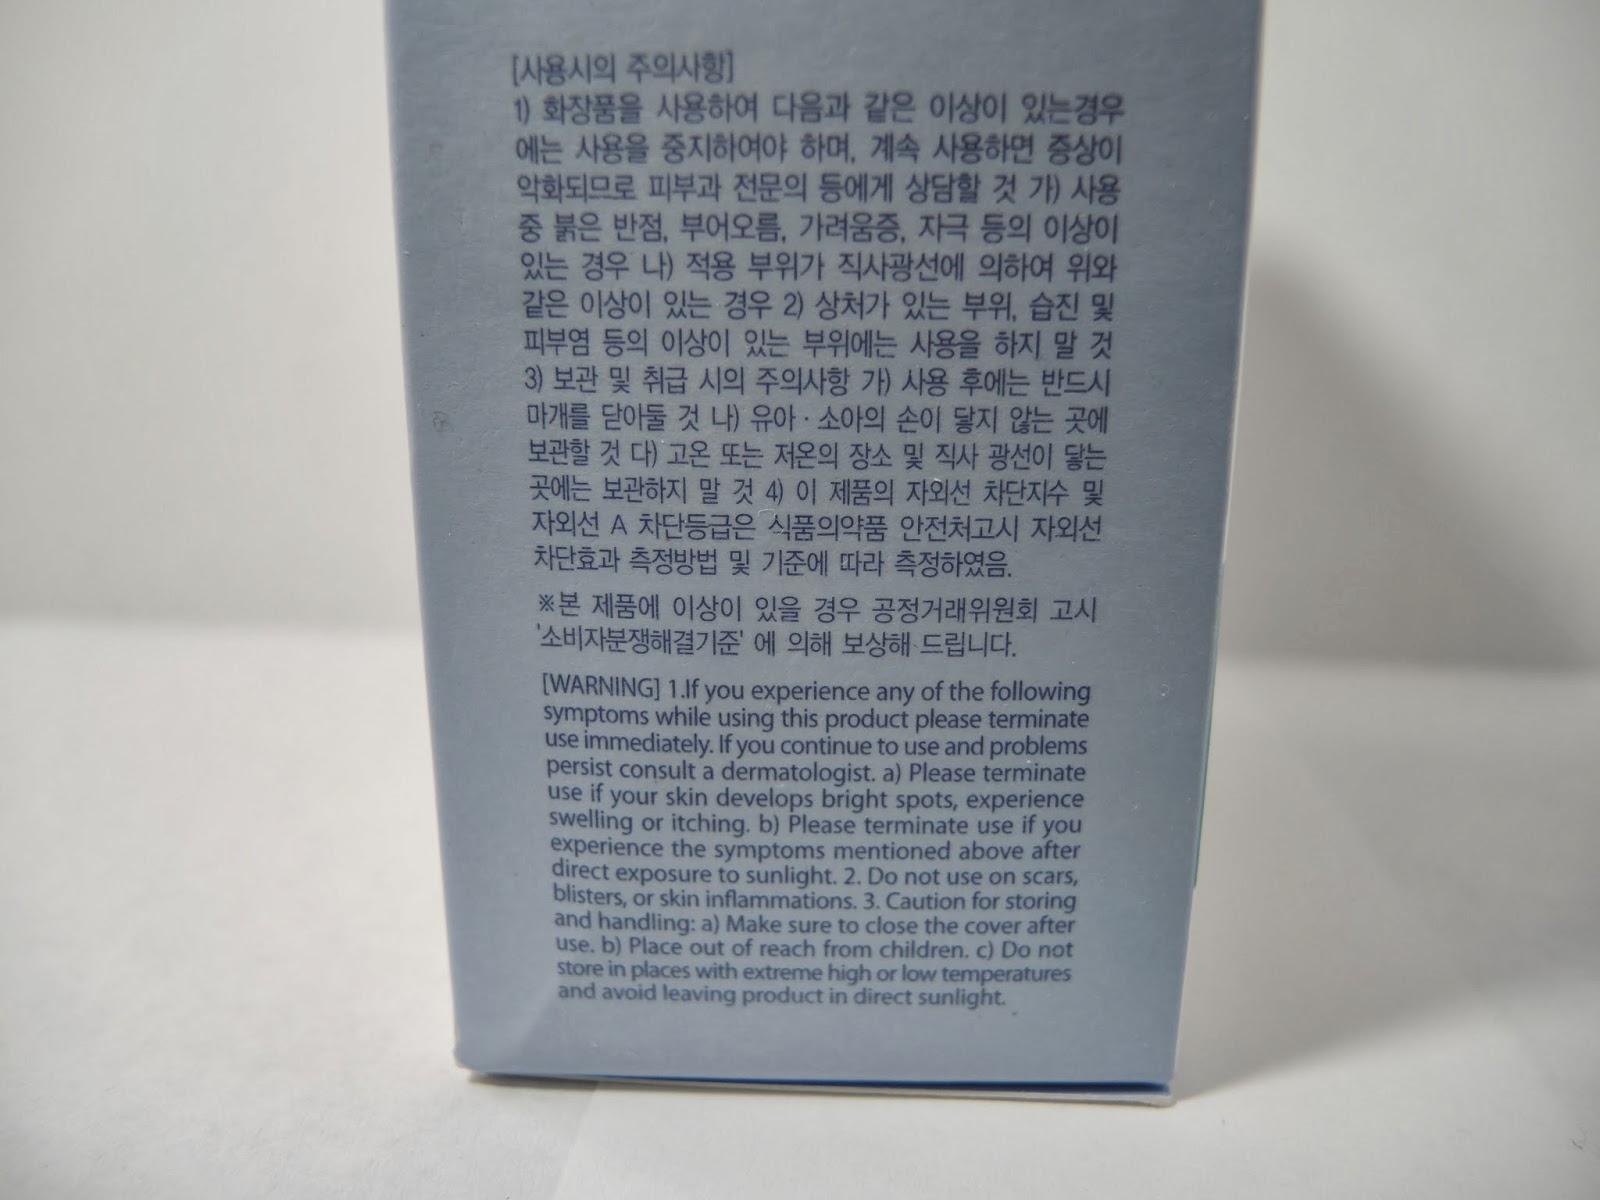 [사용시의 주의사항]
1) 화장품을 사용하여 다음과 같은 이상이 있는경우
에는 사용을 중지하여야 하며, 계속 사용하면 증상이
악화되므로 피부과 전문의 등에게 상담할 것 가) 사용
중 붉은 반점, 부어오름, 가려움증, 자극 등의 이상이
있는 경우 나) 적용 부위가 직사광선에 의하여 위와
같은 이상이 있는 경우 2) 상처가 있는 부위, 습진 및
피부염 등의 이상이 있는 부위에는 사용을 하지 말 것
3) 보관 및 취급 시의 주의사항 가) 사용 후에는 반드시
마개를 닫아둘 것 나) 유아·소아의 손이 닿지 않는 곳에
보관할 것 다) 고온 또는 저온의 장소 및 직사 광선이 닿는
곳에는 보관하지 말 것 4) 이 제품의 자외선 차단지수 및
자외선 A 차단등급은 식품의약품 안전처고시 자외선
차단효과 측정방법 및 기준에 따라 측정하였음.
※본 제품에 이상이 있을 경우 공정거래위원회 고시
'소비자분쟁해결기준' 에 의해 보상해 드립니다.
[WARNING] 1.If you experience any of the following
symptoms while using this product please terminate
use immediately. If you continue to use and problems
persist consult a dermatologist. a) Please terminate
use if your skin develops bright spots, experience
swelling or itching. b) Please terminate use if you
experience the symptoms mentioned above after
direct exposure to sunlight. 2. Do not use on scars,
blisters, or skin inflammations. 3. Caution for storing
and handling: a) Make sure to close the cover after
use. b) Place out of reach from children. c) Do not
store in places with extreme high or low temperatures
and avoid leaving product in direct sunlight.